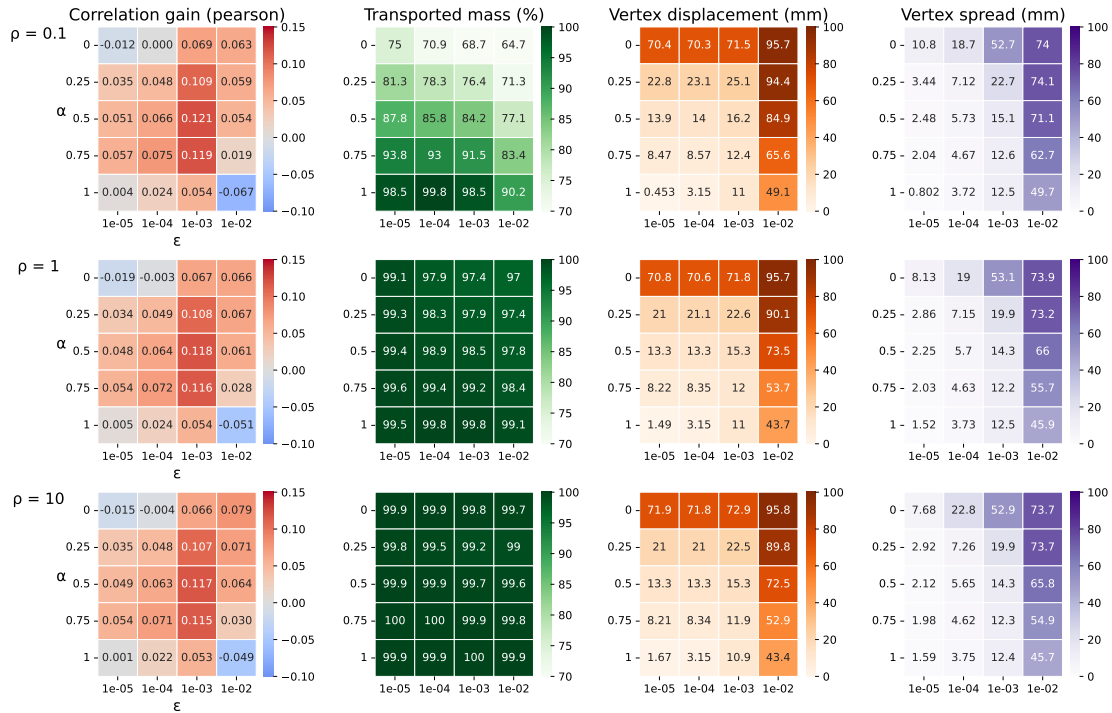 Correlation gain (pearson) Transported mass (%) Vertex displacement (mm) Vertex spread (mm)
ρ = 0.1
0 -0.012 0.000 0.069 0.063 0.15 0 75 70.9 68.7 64.7 100 0 70.4 70.3 71.5 95.7 100 0 10.8 18.7 52.7 74 100
0.25 0.035 0.048 0.109 0.059 0.10 0.25 81.3 78.3 76.4 71.3 95 0.25 22.8 23.1 25.1 94.4 80 0.25 3.44 7.12 22.7 74.1 80
α 0.5 0.051 0.066 0.121 0.054 0.05 0.5 87.8 85.8 84.2 77.1 90 0.5 13.9 14 16.2 84.9 60 0.5 2.48 5.73 15.1 71.1 60
0.00 85 40 40
0.75 0.057 0.075 0.119 0.019 −0.05 0.75 93.8 93 91.5 83.4 80 0.75 8.47 8.57 12.4 65.6 20 0.75 2.04 4.67 12.6 62.7 20
1 0.004 0.024 0.054 -0.067 −0.10 1 98.5 99.8 98.5 90.2 75 70 1 0.453 3.15 11 49.1 0 1 0.802 3.72 12.5 49.7 0
1e-05 1e-04 1e-03 1e-02 1e-05 1e-04 1e-03 1e-02 1e-05 1e-04 1e-03 1e-02 1e-05 1e-04 1e-03 1e-02
ε
ρ = 1
0 -0.019 -0.003 0.067 0.066 0.15 0 99.1 97.9 97.4 97 100 0 70.8 70.6 71.8 95.7 100 0 8.13 19 53.1 73.9 100
0.25 0.034 0.049 0.108 0.067 0.10 0.25 99.3 98.3 97.9 97.4 95 0.25 21 21.1 22.6 90.1 80 0.25 2.86 7.15 19.9 73.2 80
α 0.5 0.048 0.064 0.118 0.061 0.05 0.5 99.4 98.9 98.5 97.8 90 0.5 13.3 13.3 15.3 73.5 60 0.5 2.25 5.7 14.3 66 60
0.00 85 40 40
0.75 0.054 0.072 0.116 0.028 −0.05 0.75 99.6 99.4 99.2 98.4 80 0.75 8.22 8.35 12 53.7 20 0.75 2.03 4.63 12.2 55.7 20
1 0.005 0.024 0.054 -0.051 −0.10 1 99.5 99.8 99.8 99.1 75 70 1 1.49 3.15 11 43.7 0 1 1.52 3.73 12.5 45.9 0
1e-05 1e-04 1e-03 1e-02 1e-05 1e-04 1e-03 1e-02 1e-05 1e-04 1e-03 1e-02 1e-05 1e-04 1e-03 1e-02
ε
ρ = 10
0 -0.015 -0.004 0.066 0.079 0.15 0 99.9 99.9 99.8 99.7 100 0 71.9 71.8 72.9 95.8 100 0 7.68 22.8 52.9 73.7 100
0.25 0.035 0.048 0.107 0.071 0.10 0.25 99.8 99.5 99.2 99 95 0.25 21 21 22.5 89.8 80 0.25 2.92 7.26 19.9 73.7 80
α 0.5 0.049 0.063 0.117 0.064 0.05 0.5 99.9 99.9 99.7 99.6 90 0.5 13.3 13.3 15.3 72.5 60 0.5 2.12 5.65 14.3 65.8 60
0.00 85 40 40
0.75 0.054 0.071 0.115 0.030 −0.05 0.75 100 100 99.9 99.8 80 0.75 8.21 8.34 11.9 52.9 20 0.75 1.98 4.63 12.2 54.9 20
1 0.001 0.022 0.053 -0.049 −0.10 1 99.9 99.9 100 99.9 75 70 1 1.67 3.15 10.9 43.4 0 1 1.59 3.75 12.4 45.7 0
1e-05 1e-04 1e-03 1e-02 1e-05 1e-04 1e-03 1e-02 1e-05 1e-04 1e-03 1e-02 1e-05 1e-04 1e-03 1e-02
ε